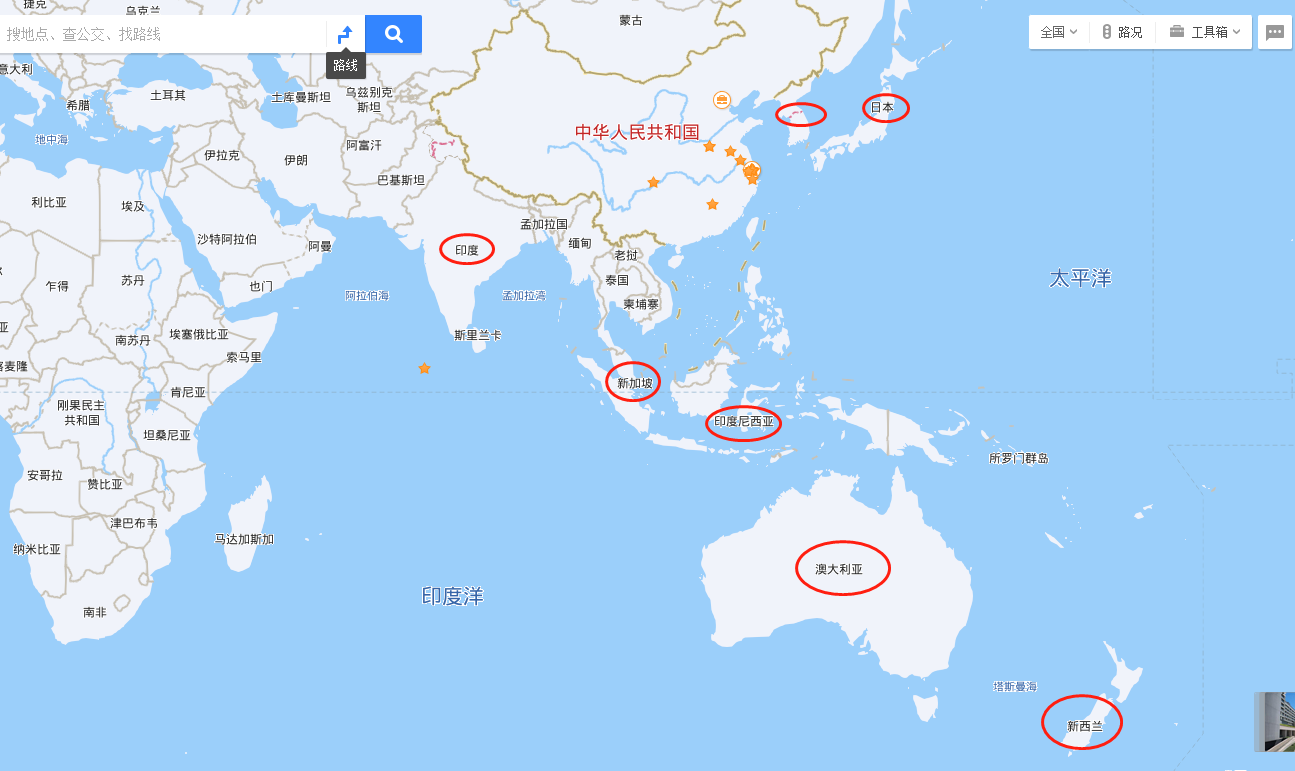 捷克
乌克兰
蒙古
搜地点、查公交、找路线
全国
路况
工具箱
路线
意大利
希腊
土耳其
土库曼斯坦
乌兹别克
斯坦
日本
中华人民共和国
地中海
伊拉克
伊朗
阿富汗
巴基斯坦
利比亚
埃及
沙特阿拉伯
阿曼
印度
孟加拉国
缅甸
老挝
乍得
苏丹
也门
阿拉伯海
孟加拉湾
泰国
柬埔寨
太平洋
亚
南苏丹
埃塞俄比亚
斯里兰卡
索马里
喀麦隆
肯尼亚
新加坡
刚果民主
共和国
坦桑尼亚
印度尼西亚
所罗门群岛
安哥拉
赞比亚
津巴布韦
纳米比亚
马达加斯加
澳大利亚
印度洋
南非
塔斯曼海
新西兰